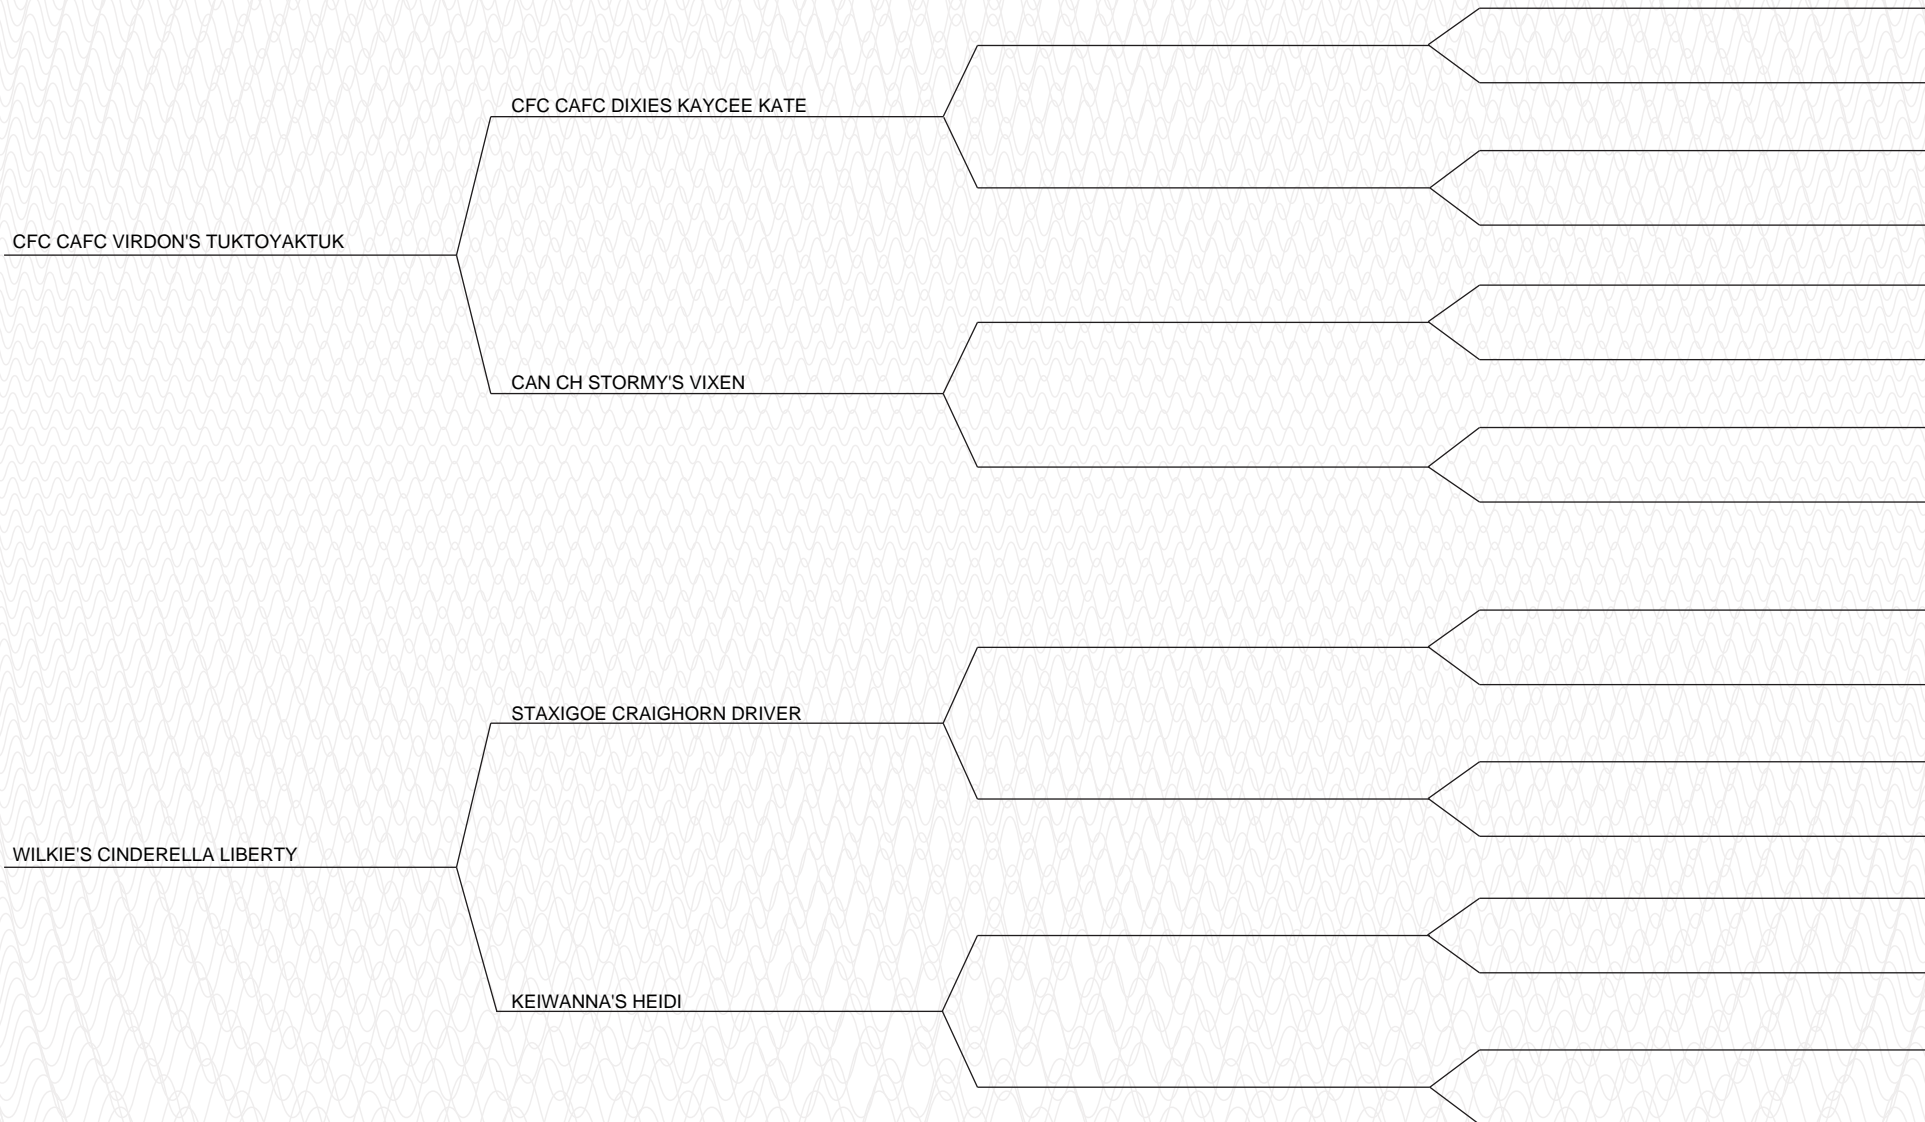 CFC CAFC DIXIES KAYCEE KATE
CFC CAFC VIRDON'S TUKTOYAKTUK
CAN CH STORMY'S VIXEN
STAXIGOE CRAIGHORN DRIVER
WILKIE'S CINDERELLA LIBERTY
KEIWANNA'S HEIDI